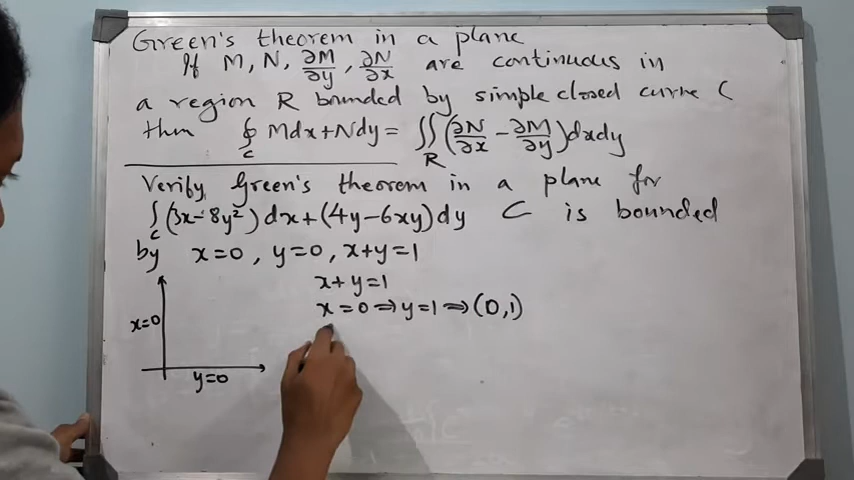 Green's theorem in a plane
If M, N, ∂M/∂y, ∂N/∂x are continuous in
a region R bounded by simple closed curve C
then ∮_C Mdx+Ndy = ∬_R (∂N/∂x - ∂M/∂y)dxdy
Verify Green's theorem in a plane for
∫_C (3x-8y²)dx+(4y-6xy)dy C is bounded
by x=0, y=0, x+y=1
x+y=1
x=0⇒y=1⇒(0,1)
x=0
y=0